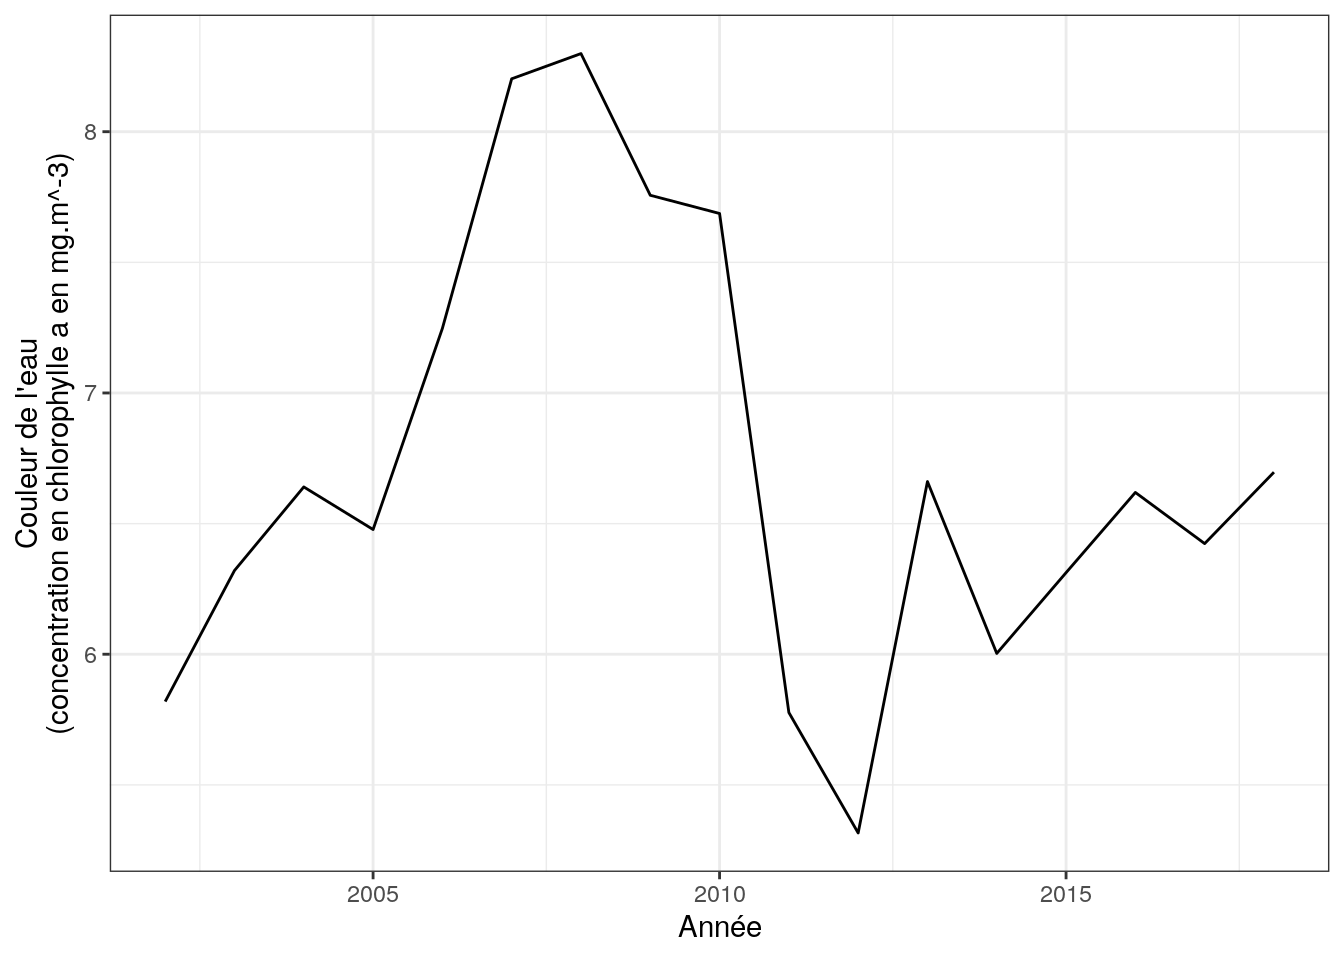 Couleur de l'eau
(concentration en chlorophylle a en mg.m^-3)
8
7
6
2005
2010
2015
Année